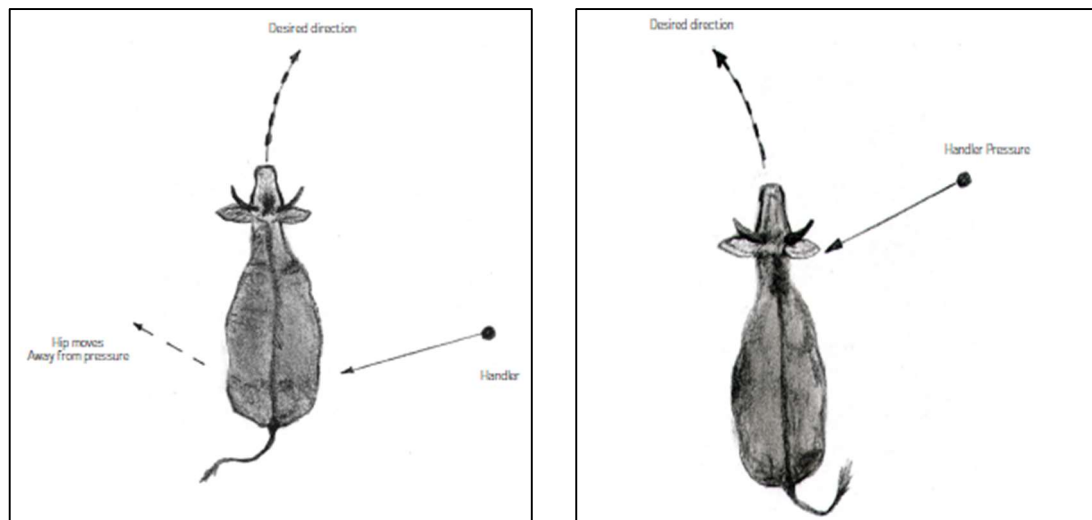 Desired direction
Hip moves
Away from pressure
Handler
Desired direction
Handler Pressure